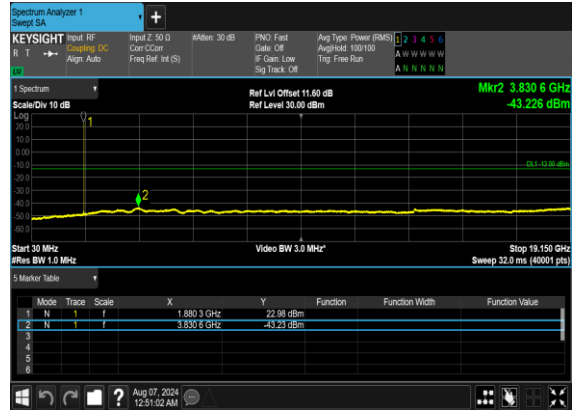 Spectrum Analyzer 1
Swept SA
+
KEYSIGHT Input: RF Input Z: 50 Ω #Atten: 30 dB PNO: Fast Avg Type: Power (RMS) 1 2 3 4 5 6
R T Coupling: DC Corr CCorr Gate: Off Avg|Hold: 100/100 A W W W W W
Align: Auto Freq Ref: Int (S) IF Gain: Low Trig: Free Run
Sig Track: Off A N N N N N
1 Spectrum Ref Lvl Offset 11.60 dB Mkr2 3.830 6 GHz
Scale/Div 10 dB Ref Level 30.00 dBm -43.226 dBm
Log
1
20.0
10.0
0.00
-10.0
DL1 -13.00 dBm
-20.0
-30.0
2
-40.0
-50.0
-60.0
Start 30 MHz Video BW 3.0 MHz* Stop 19.150 GHz
#Res BW 1.0 MHz Sweep 32.0 ms (40001 pts)
5 Marker Table
Mode Trace Scale X Y Function Function Width Function Value
1 N 1 f 1.880 3 GHz 22.98 dBm
2 N 1 f 3.830 6 GHz -43.23 dBm
3
4
5
6
? Aug 07, 2024
12:51:02 AM